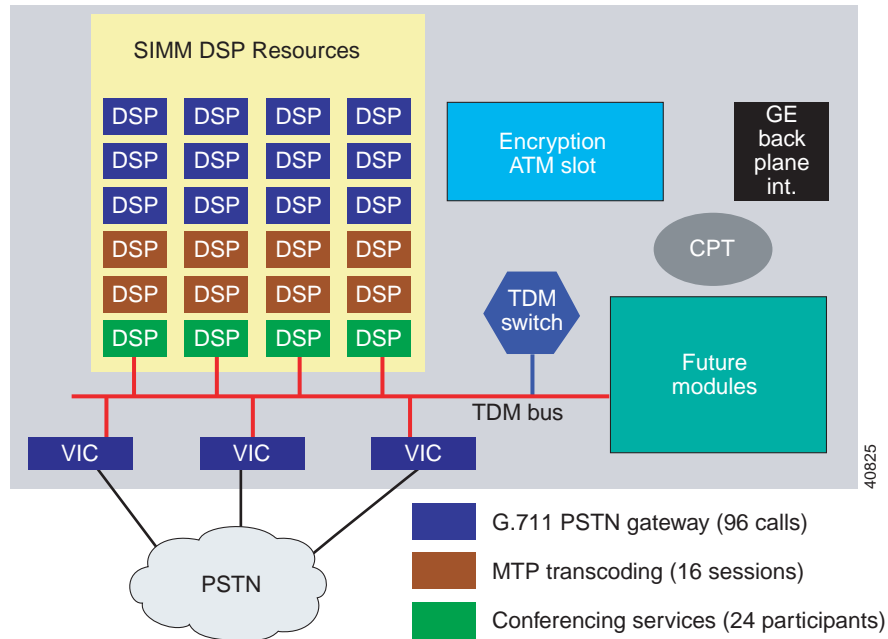 SIMM DSP Resources
DSP DSP DSP DSP
DSP DSP DSP DSP
DSP DSP DSP DSP
DSP DSP DSP DSP
DSP DSP DSP DSP
DSP DSP DSP DSP
Encryption
ATM slot
GE
back
plane
int.
CPT
TDM
switch
Future
modules
TDM bus
VIC VIC VIC
PSTN
40825
G.711 PSTN gateway (96 calls)
MTP transcoding (16 sessions)
Conferencing services (24 participants)